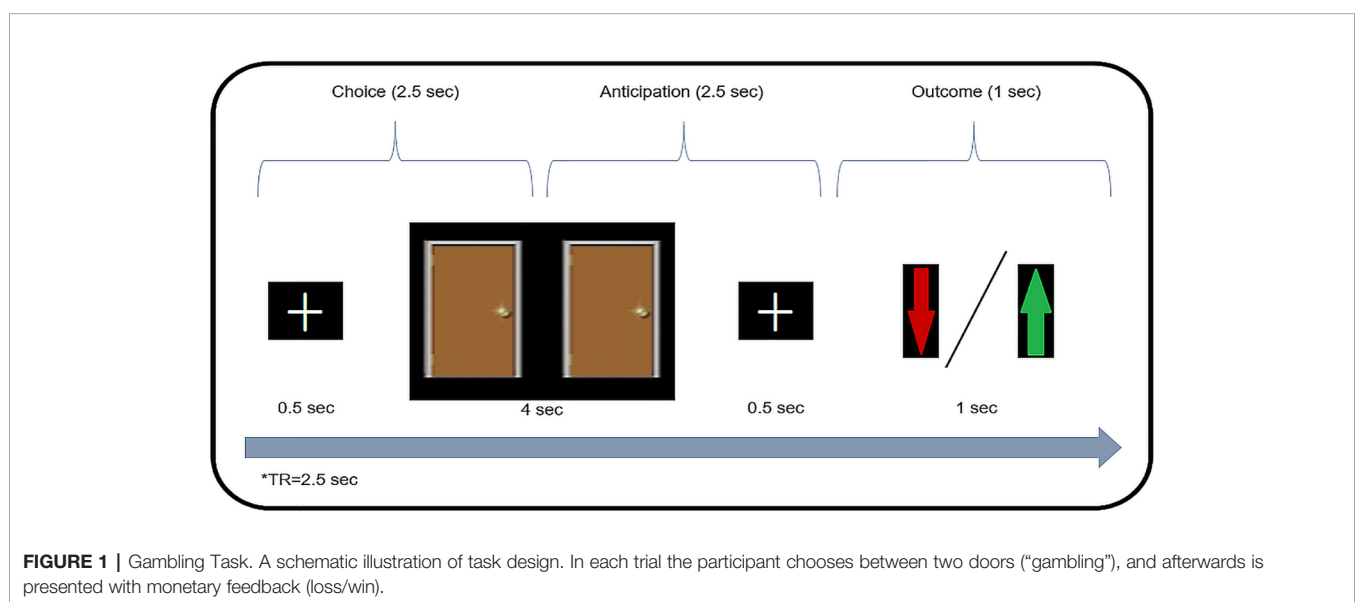 Choice (2.5 sec) Anticipation (2.5 sec) Outcome (1 sec)
0.5 sec 4 sec 0.5 sec 1 sec
*TR=2.5 sec
FIGURE 1 | Gambling Task. A schematic illustration of task design. In each trial the participant chooses between two doors (“gambling”), and afterwards is
presented with monetary feedback (loss/win).